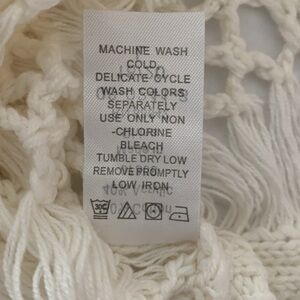 MACHINE WASH
COLD
DELICATE CYCLE
WASH COLORS
SEPARATELY
USE ONLY NON
-CHLORINE
BLEACH
TUMBLE DRY LOW
REMOVE PROMPTLY
LOW IRON
30C